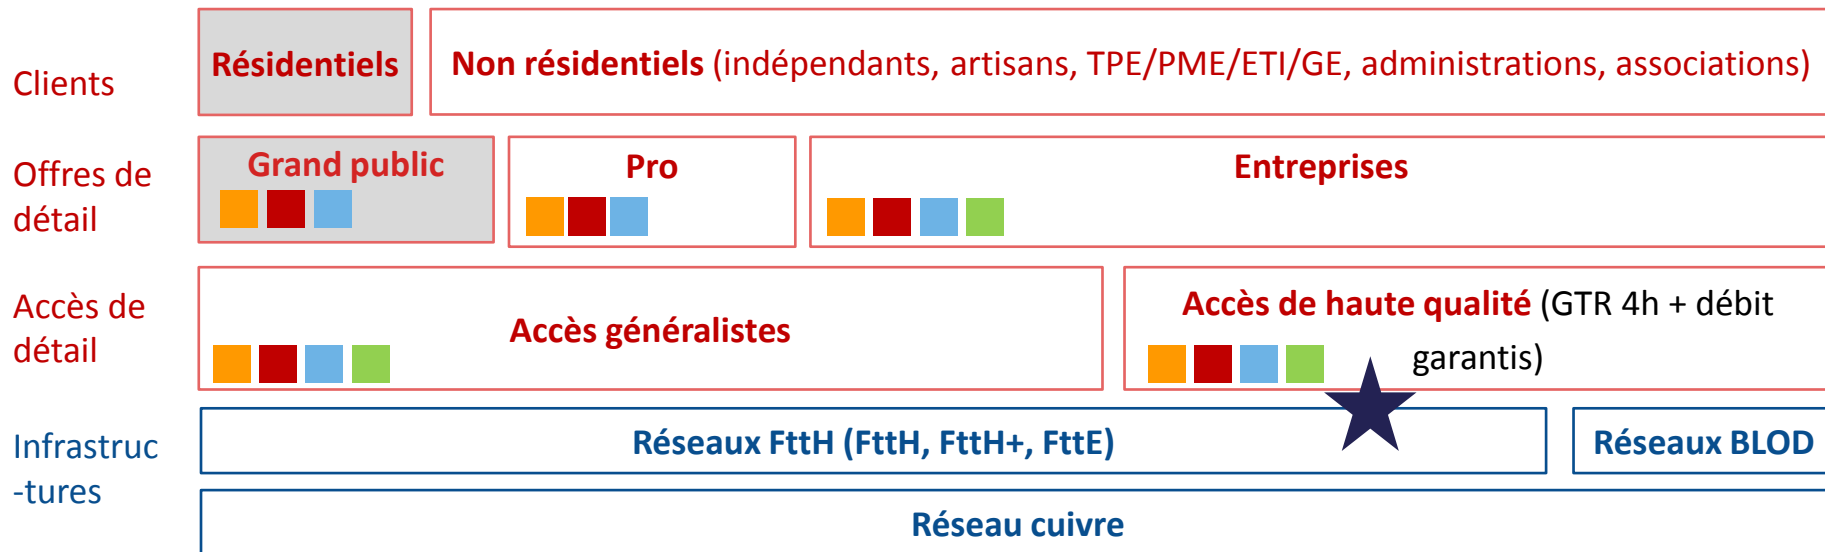 Clients
Résidentiels
Non résidentiels (indépendants, artisans, TPE/PME/ETI/GE, administrations, associations)
Offres de
détail
Grand public
Pro
Entreprises
Accès de
détail
Accès généralistes
Accès de haute qualité (GTR 4h + débit
garantis)
Infrastruc
-tures
Réseaux FttH (FttH, FttH+, FttE)
Réseaux BLOD
Réseau cuivre